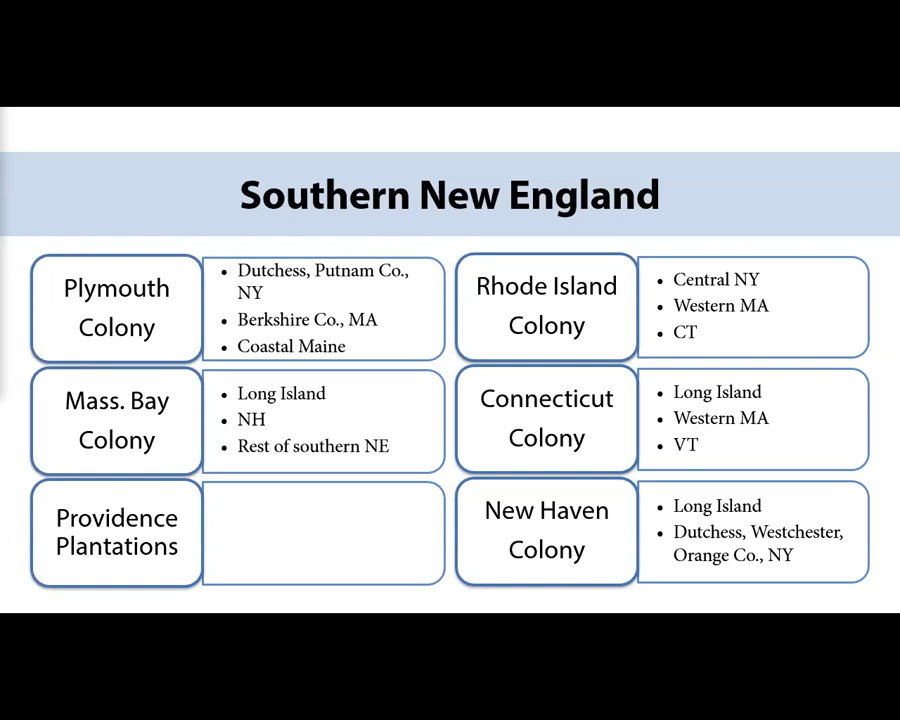 Southern New England
Plymouth
Colony
• Dutchess, Putnam Co.,
NY
• Berkshire Co., MA
• Coastal Maine
Rhode Island
Colony
• Central NY
• Western MA
• CT
Mass. Bay
Colony
• Long Island
• NH
• Rest of southern NE
Connecticut
Colony
• Long Island
• Western MA
• VT
Providence
Plantations
New Haven
Colony
• Long Island
• Dutchess, Westchester,
Orange Co., NY